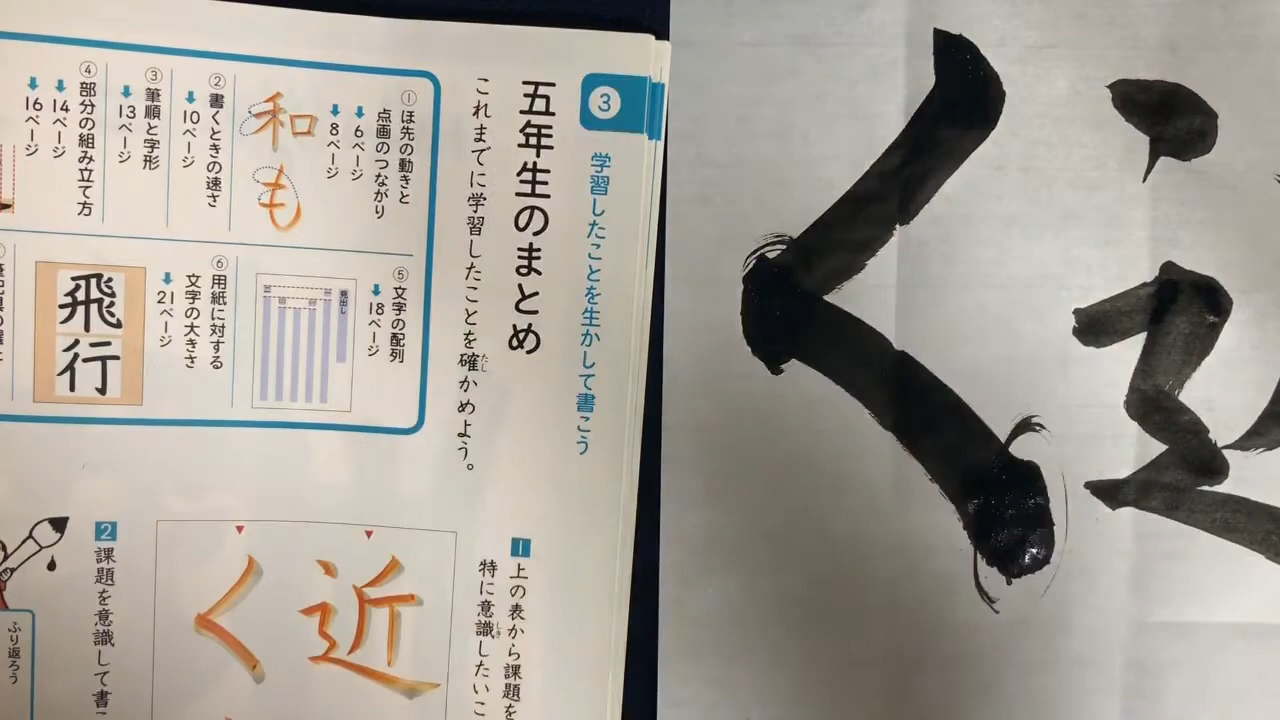 3
学習したことを生かして書こう
五年生のまとめ
これまでに学習したことを確かめよう。
たし
①ほ先の動きと
点画のつながり
⬇6ページ
⬇8ページ
和
も
②書くときの速さ
⬇10ページ
③筆順と字形
⬇13ページ
④部分の組み立て方
⬇14ページ
⬇16ページ
⑤文字の配列
⬇18ページ
見出し
⑥用紙に対する
文字の大きさ
⬇21ページ
飛行
1 上の表から課題を
特に意識したいこ
しき
近
く
2 課題を意識して書こ
ふり返ろう
く